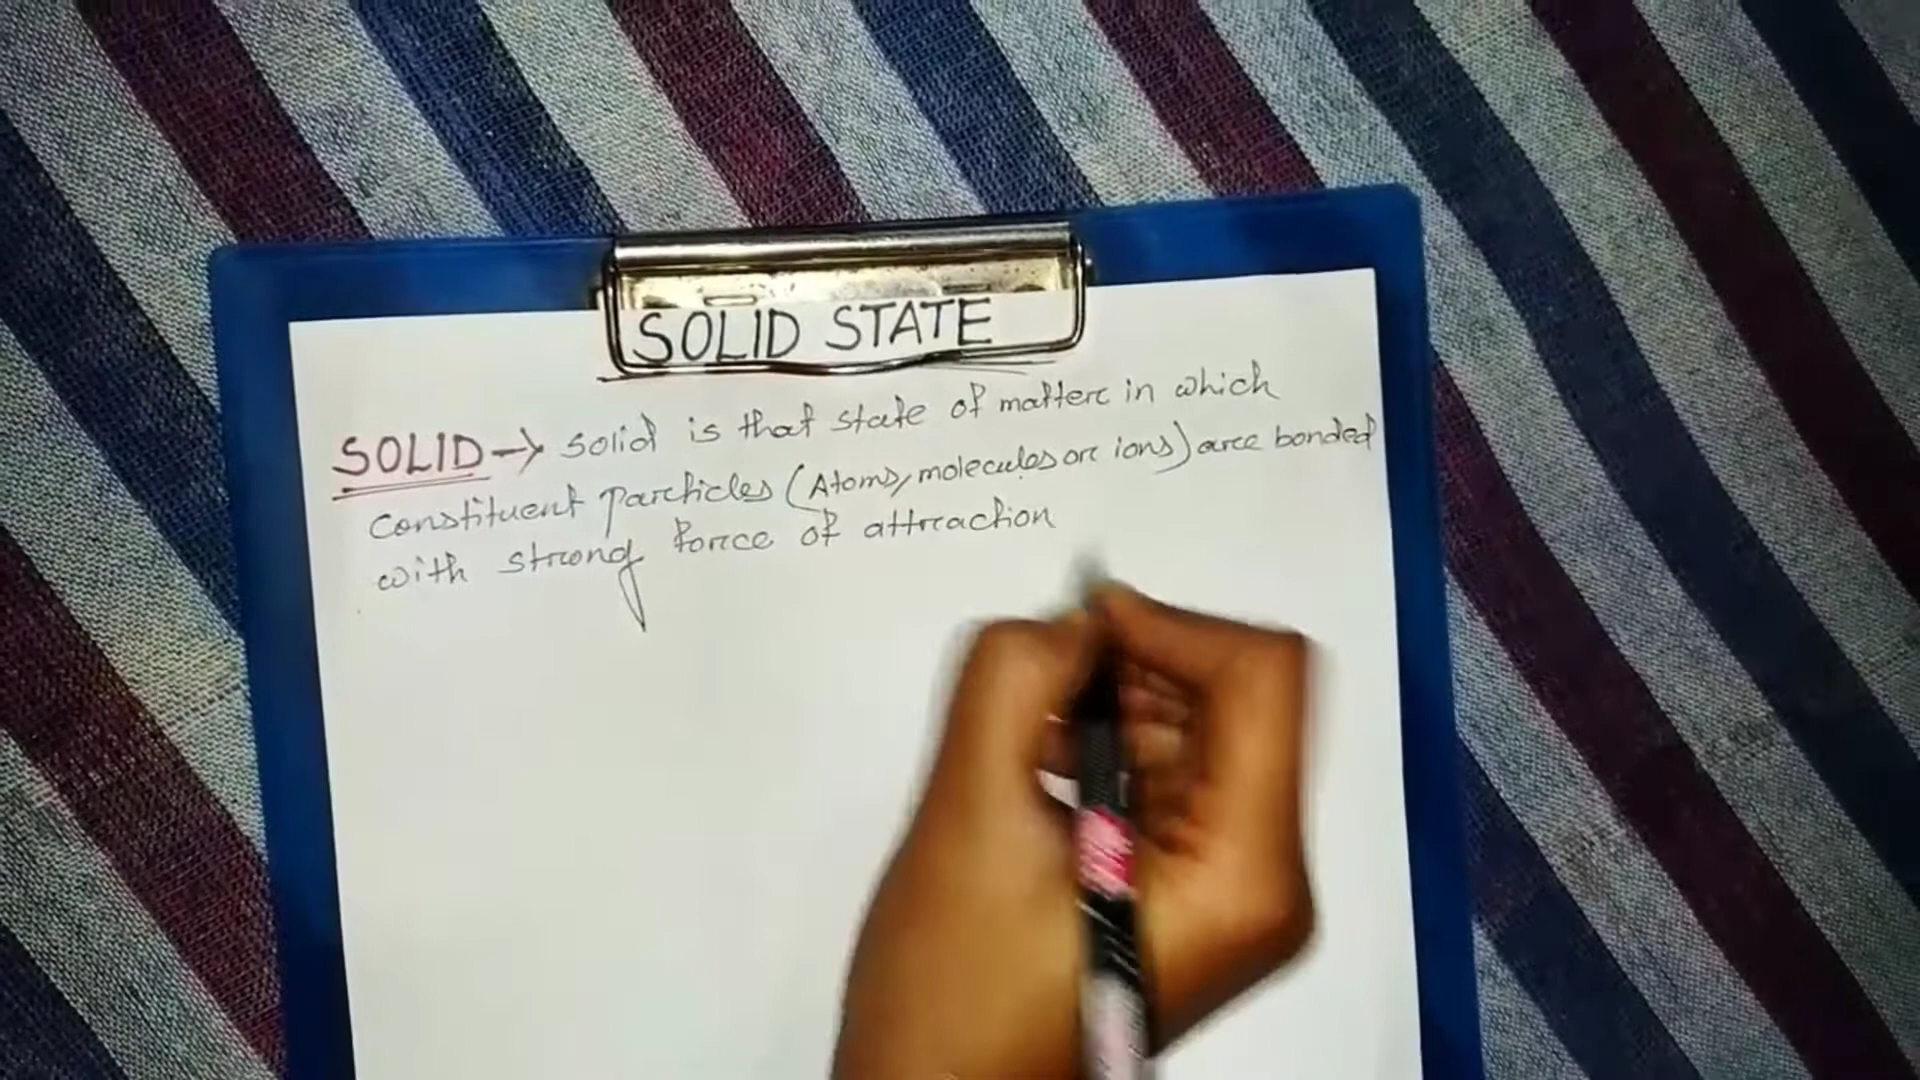 SOLID STATE
SOLID → solid is that state of matter in which
constituent particles (Atoms, molecules or ions) are bonded
with strong force of attraction